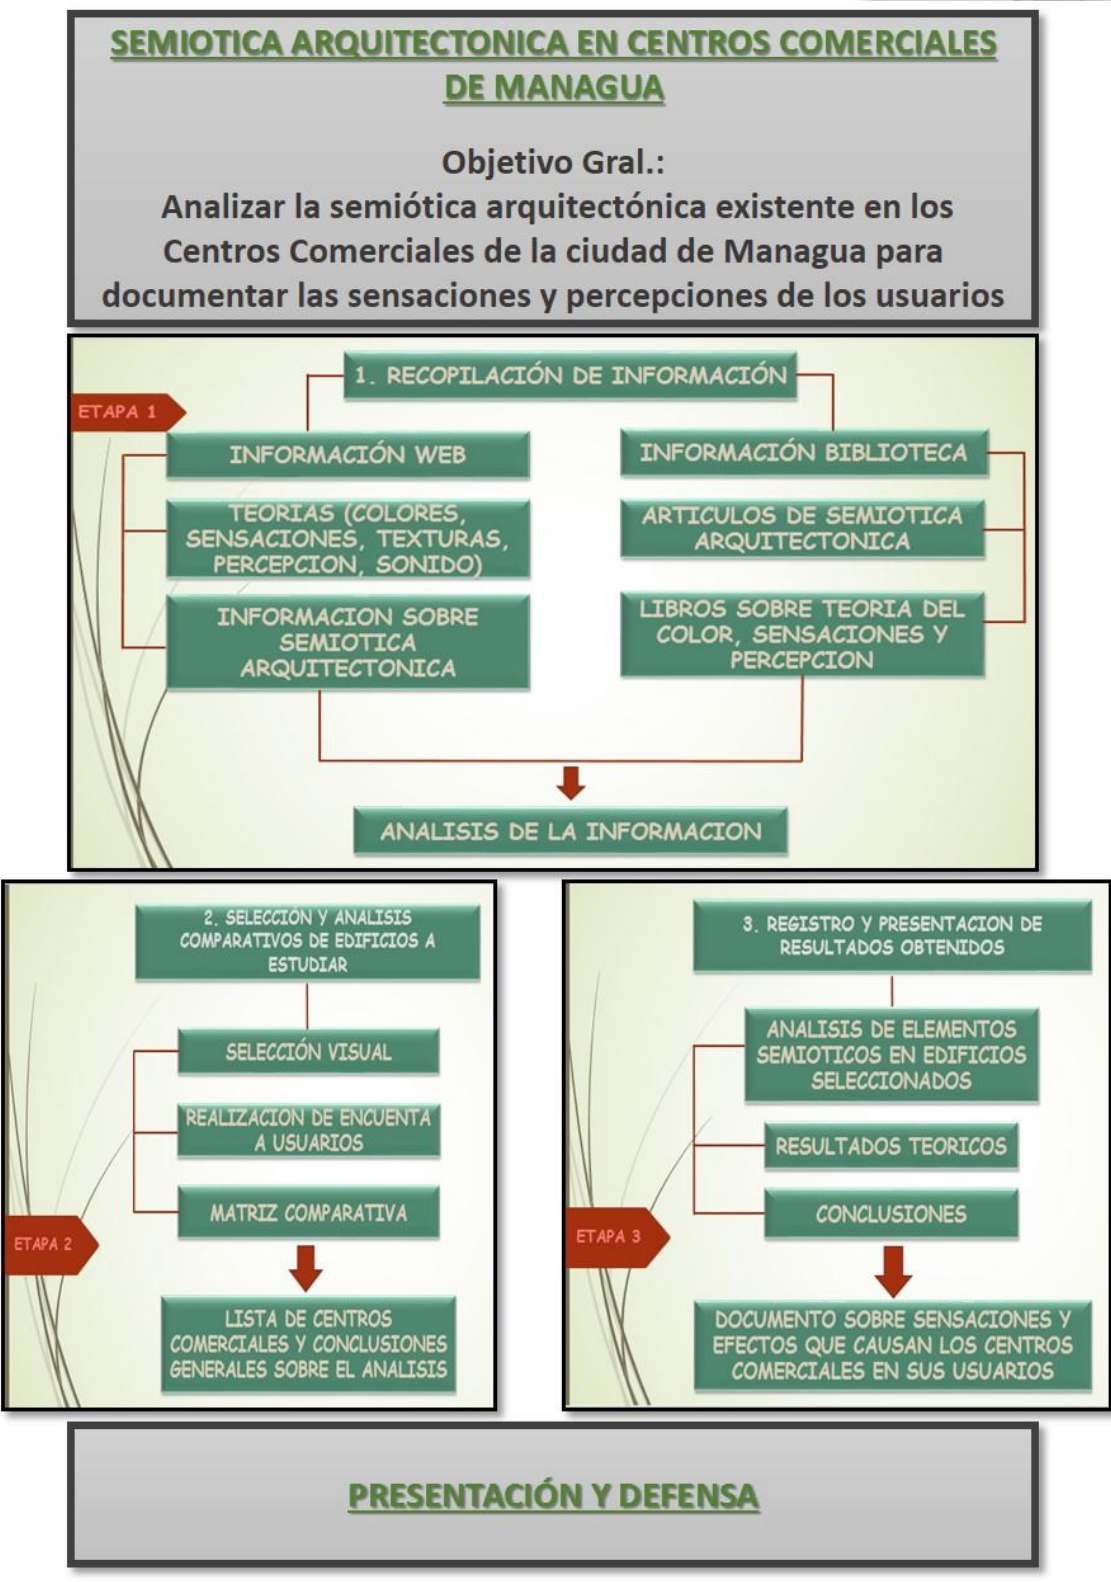 SEMIOTICA ARQUITECTONICA EN CENTROS COMERCIALES
DE MANAGUA
Objetivo Gral.:
Analizar la semiótica arquitectónica existente en los
Centros Comerciales de la ciudad de Managua para
documentar las sensaciones y percepciones de los usuarios
1. RECOPILACIÓN DE INFORMACIÓN
ETAPA 1
INFORMACIÓN WEB
TEORIAS (COLORES,
SENSACIONES, TEXTURAS,
PERCEPCION, SONIDO)
INFORMACION SOBRE
SEMIOTICA
ARQUITECTONICA
INFORMACIÓN BIBLIOTECA
ARTICULOS DE SEMIOTICA
ARQUITECTONICA
LIBROS SOBRE TEORIA DEL
COLOR, SENSACIONES Y
PERCEPCION
ANALISIS DE LA INFORMACION
2. SELECCIÓN Y ANALISIS
COMPARATIVOS DE EDIFICIOS A
ESTUDIAR
SELECCIÓN VISUAL
REALIZACION DE ENCUENTA
A USUARIOS
MATRIZ COMPARATIVA
ETAPA 2
LISTA DE CENTROS
COMERCIALES Y CONCLUSIONES
GENERALES SOBRE EL ANALISIS
3. REGISTRO Y PRESENTACION DE
RESULTADOS OBTENIDOS
ANALISIS DE ELEMENTOS
SEMIOTICOS EN EDIFICIOS
SELECCIONADOS
RESULTADOS TEORICOS
CONCLUSIONES
ETAPA 3
DOCUMENTO SOBRE SENSACIONES Y
EFECTOS QUE CAUSAN LOS CENTROS
COMERCIALES EN SUS USUARIOS
PRESENTACIÓN Y DEFENSA